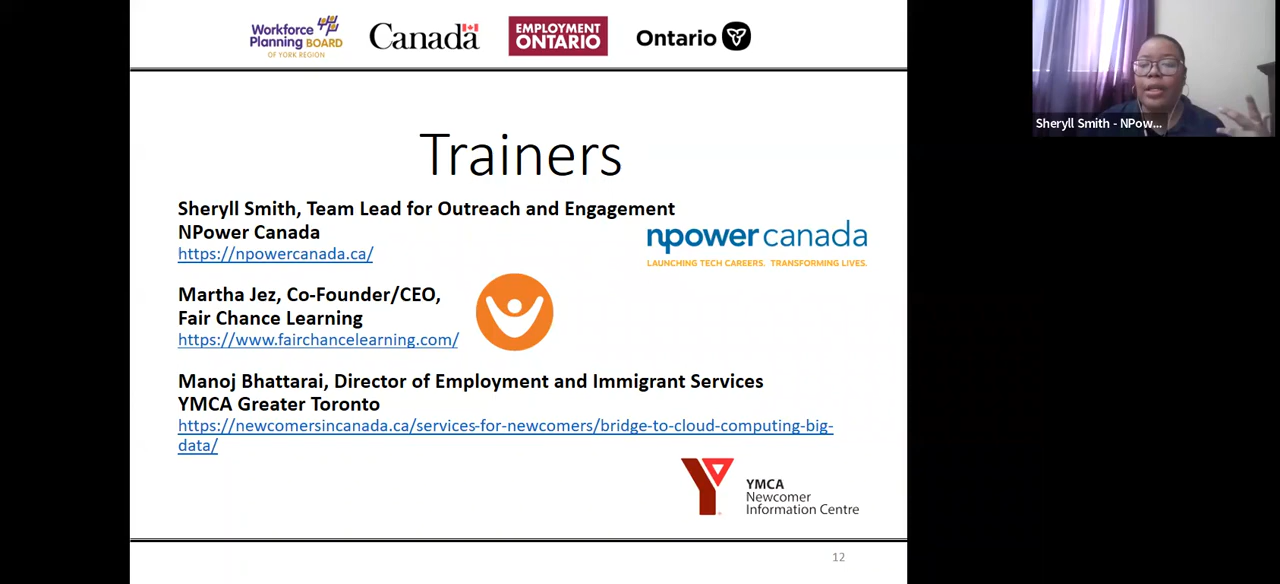 Workforce
Planning BOARD
OF YORK REGION
Canada
EMPLOYMENT
ONTARIO
Ontario
Sheryll Smith - NPow...
Trainers
Sheryll Smith, Team Lead for Outreach and Engagement
NPower Canada
https://npowercanada.ca/
npower canada
LAUNCHING TECH CAREERS. TRANSFORMING LIVES.
Martha Jez, Co-Founder/CEO,
Fair Chance Learning
https://www.fairchancelearning.com/
Manoj Bhattarai, Director of Employment and Immigrant Services
YMCA Greater Toronto
https://newcomersincanada.ca/services-for-newcomers/bridge-to-cloud-computing-big-
data/
YMCA
Newcomer
Information Centre
12